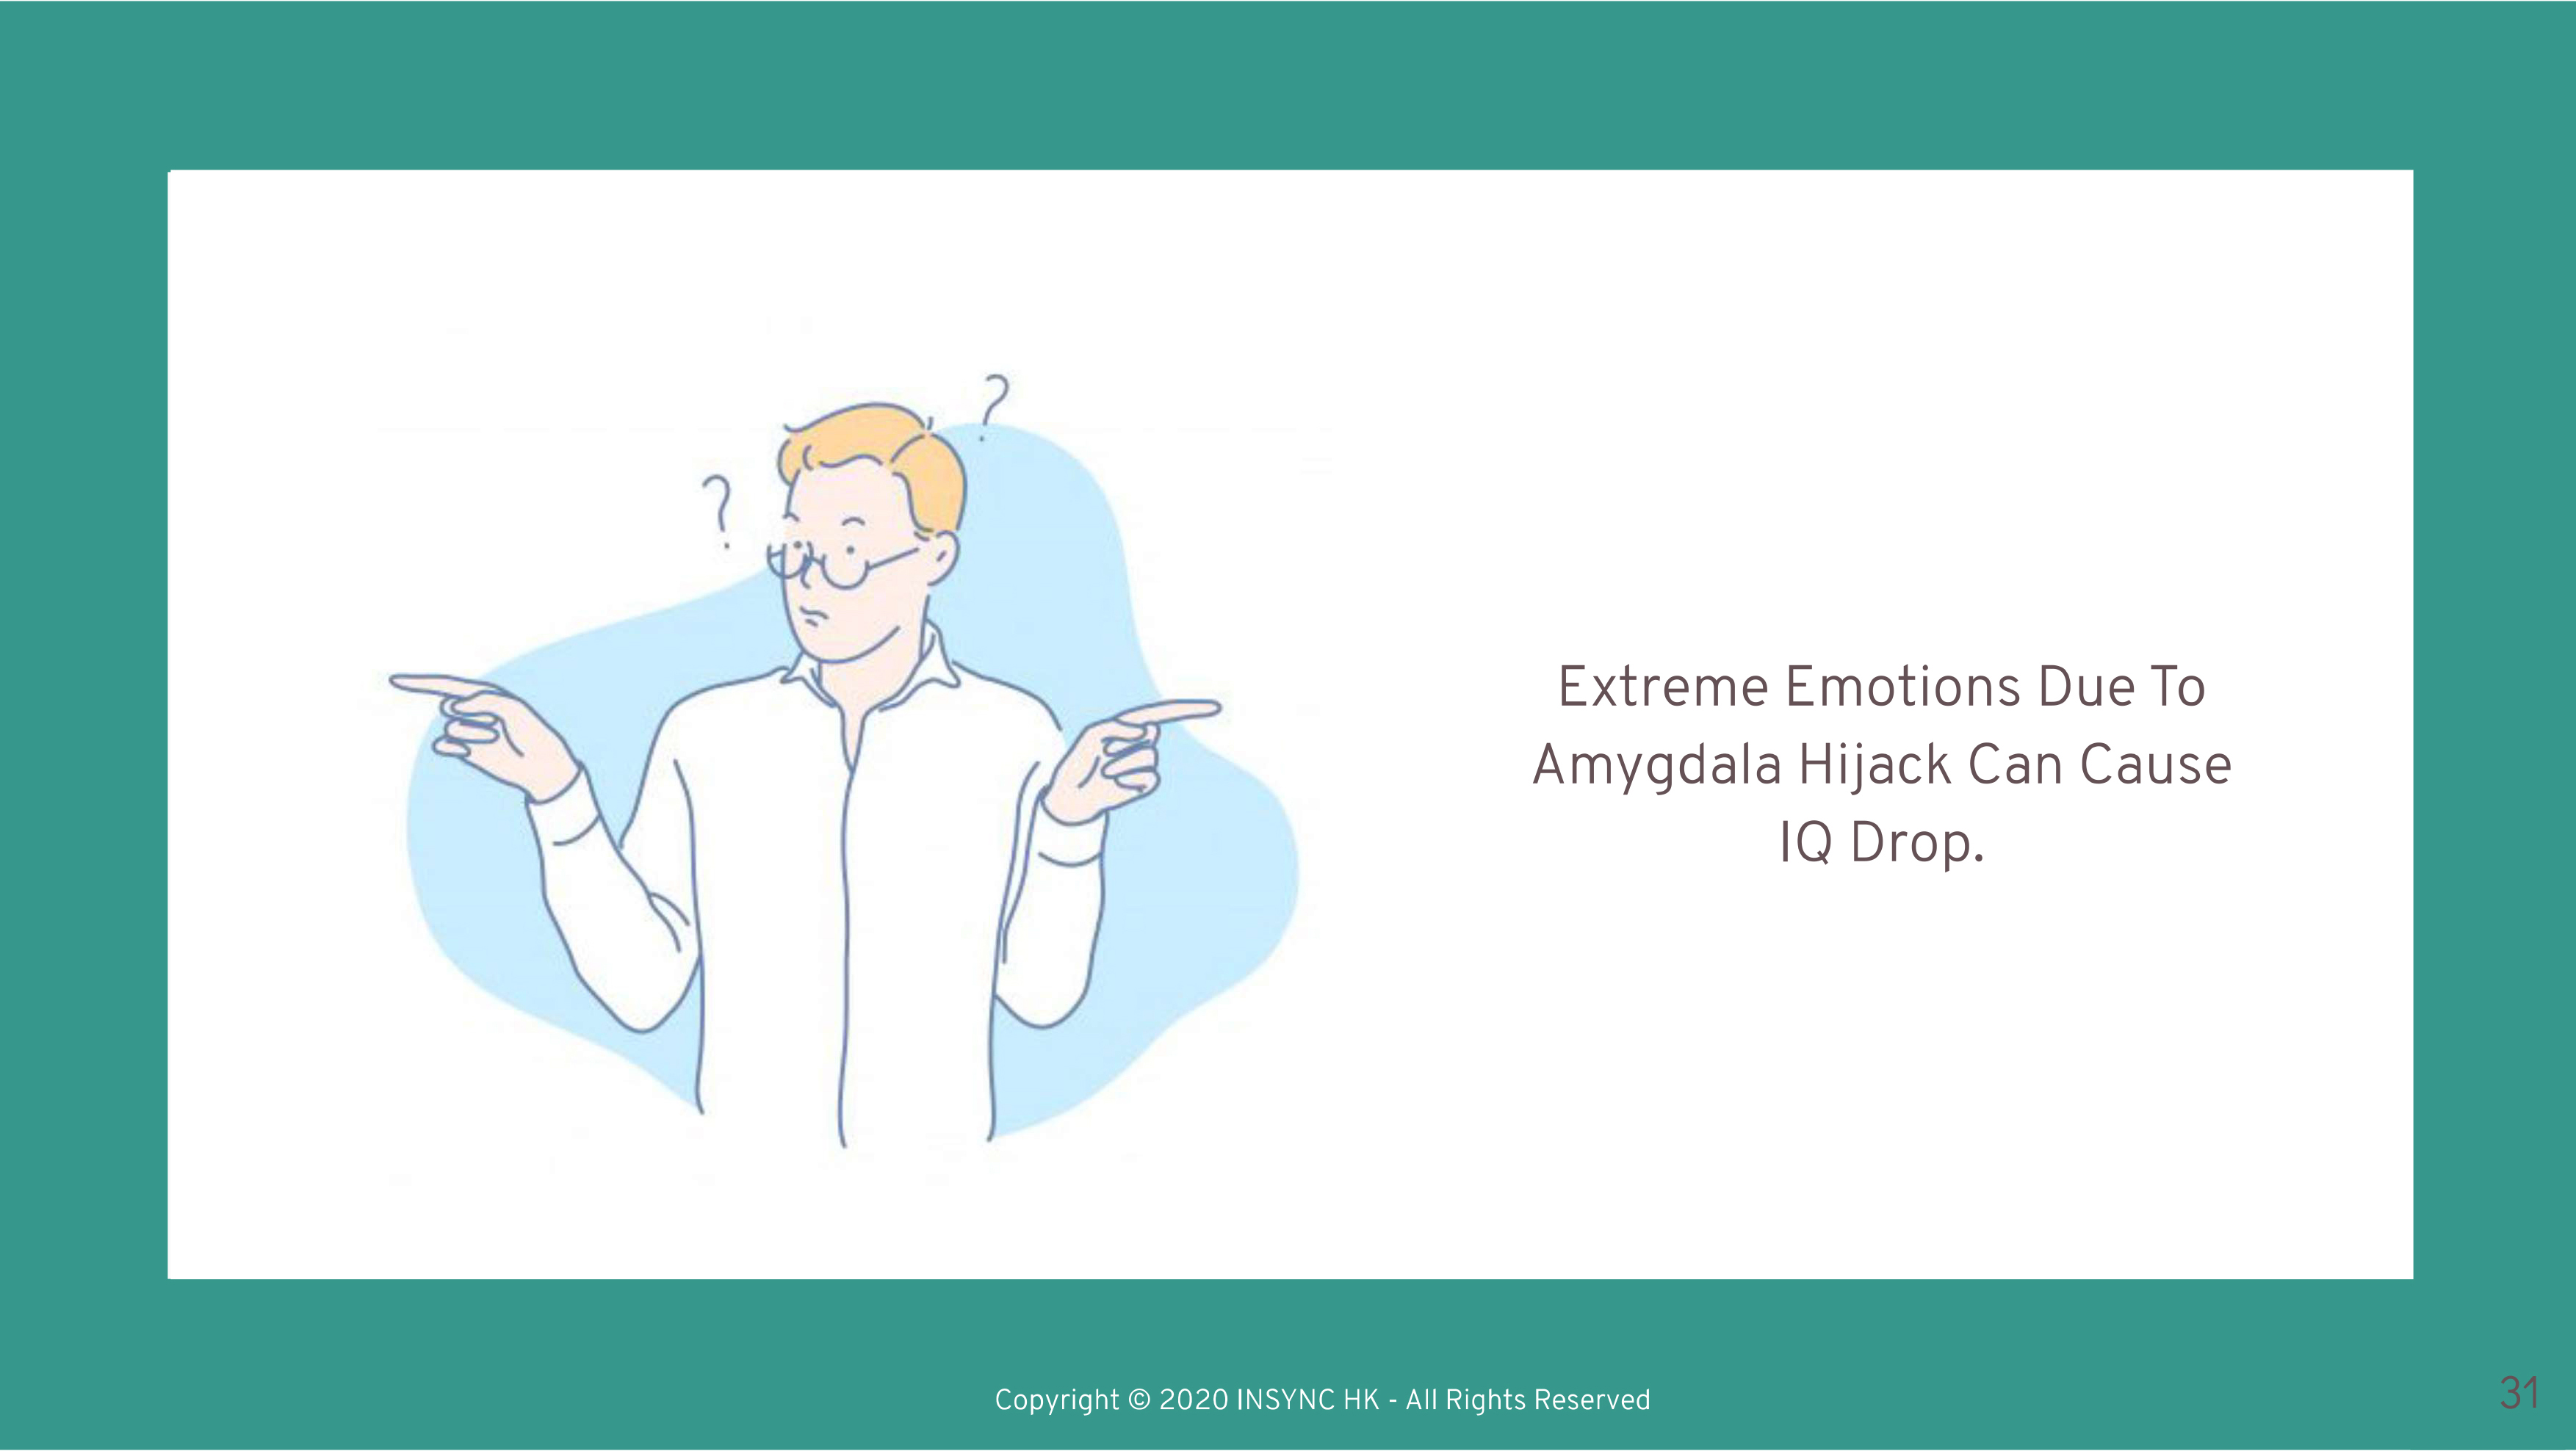 ?
?
Extreme Emotions Due To
Amygdala Hijack Can Cause
IQ Drop.
Copyright © 2020 INSYNC HK - All Rights Reserved
31